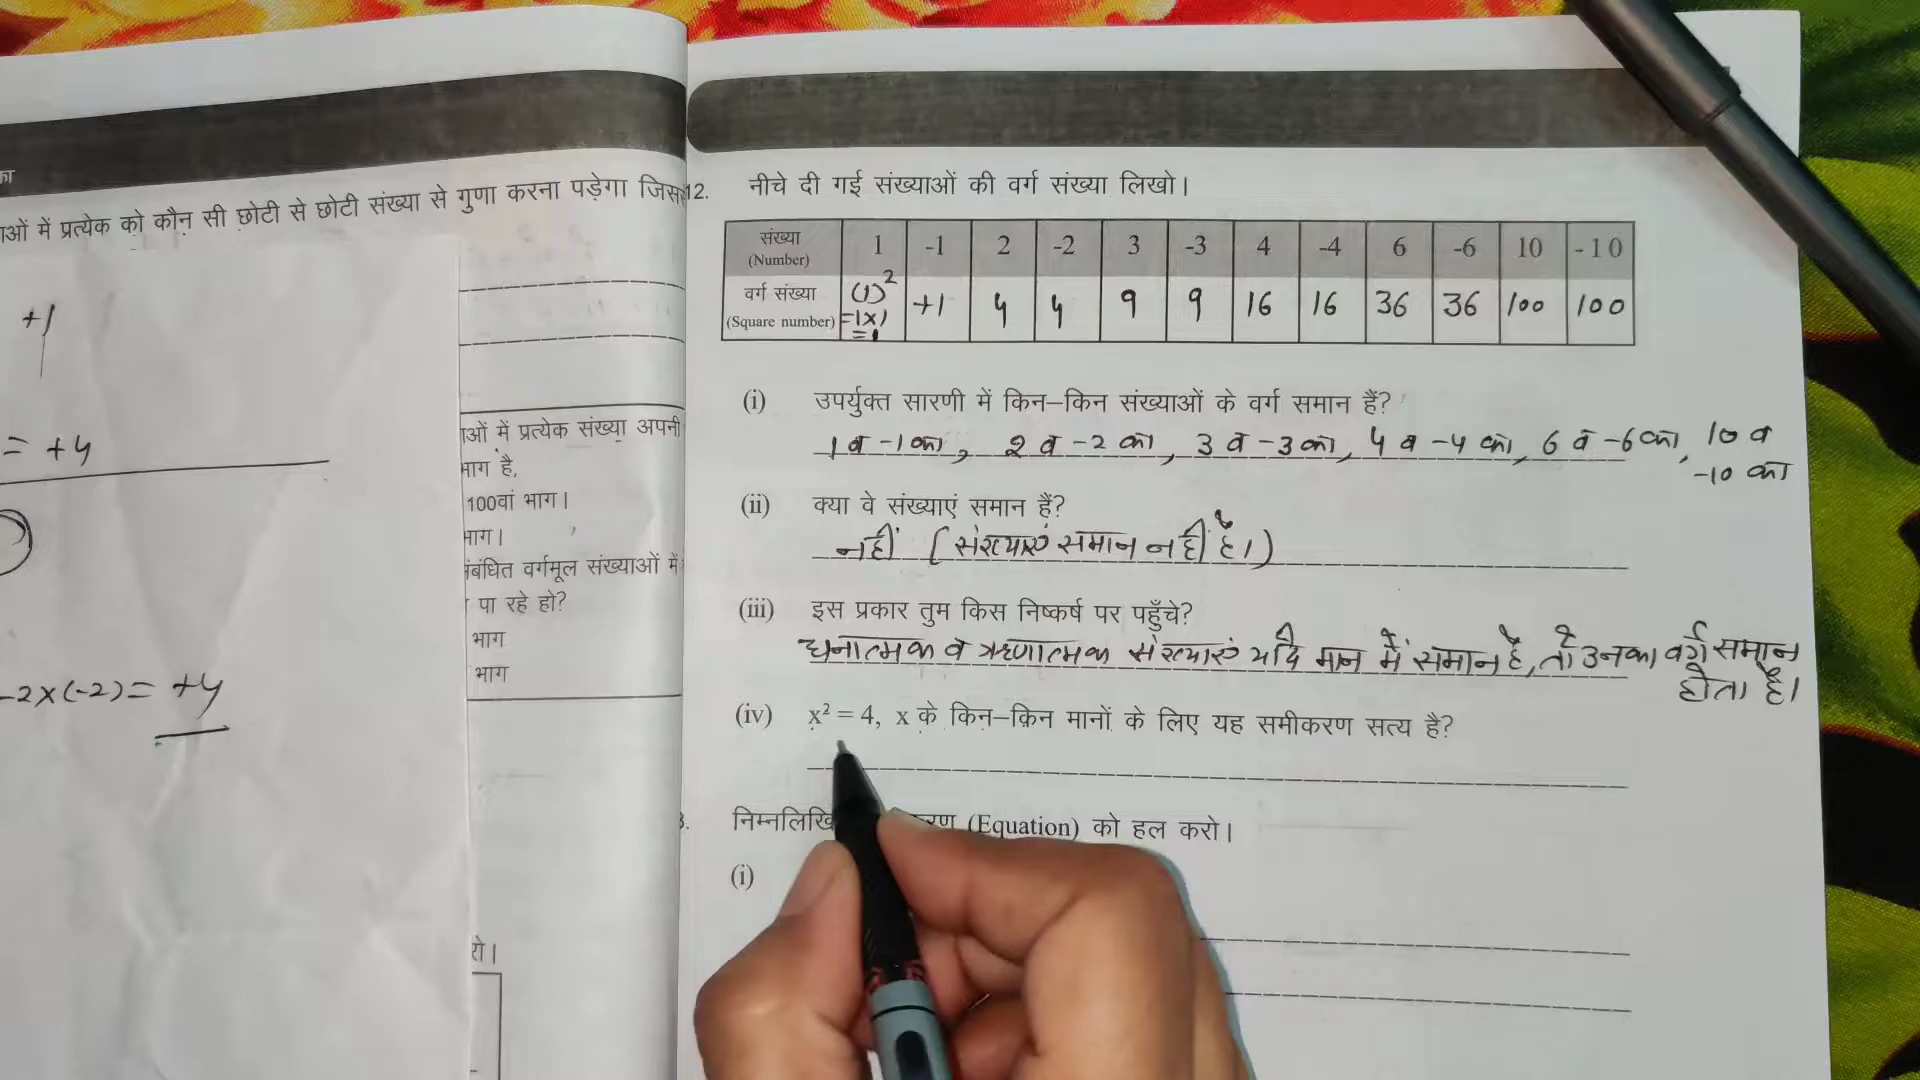 का
ओं में प्रत्येक को कौन सी छोटी से छोटी संख्या से गुणा करना पड़ेगा जिस
+1
= +4
-2×(-2)= +4
ओं में प्रत्येक संख्या अपनी
भाग है,
100वां भाग।
भाग।
संबंधित वर्गमूल संख्याओं में
पा रहे हो?
भाग
भाग
रो।
12. नीचे दी गई संख्याओं की वर्ग संख्या लिखो।
संख्या (Number) 1 -1 2 -2 3 -3 4 -4 6 -6 10 -10
वर्ग संख्या (Square number) (1)² =1×1 =1 +1 4 4 9 9 16 16 36 36 100 100
(i) उपर्युक्त सारणी में किन–किन संख्याओं के वर्ग समान हैं?
1 व -1 का, 2 व -2 का, 3 व -3 का, 4 व -4 का, 6 व -6 का, 10 व
-10 का
(ii) क्या वे संख्याएं समान हैं?
नहीं (संख्याएं समान नहीं है।)
(iii) इस प्रकार तुम किस निष्कर्ष पर पहुँचे?
धनात्मक व ऋणात्मक संख्याएं यदि मान में समान है, तो उनका वर्ग समान
होता है।
(iv) x² = 4, x के किन–किन मानों के लिए यह समीकरण सत्य है?
3. (Equation) को हल करो।
(i)